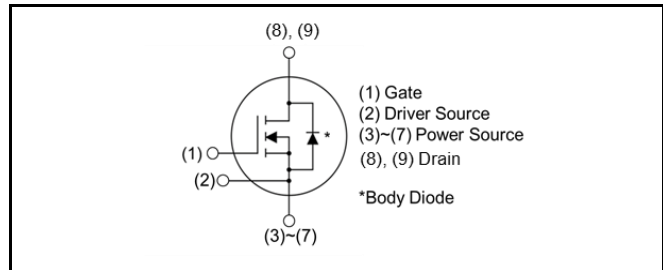 (8), (9)
(1) Gate
(2) Driver Source
(3)~(7) Power Source
(8), (9) Drain
*
(1)
(2)
*Body Diode
(3)~(7)